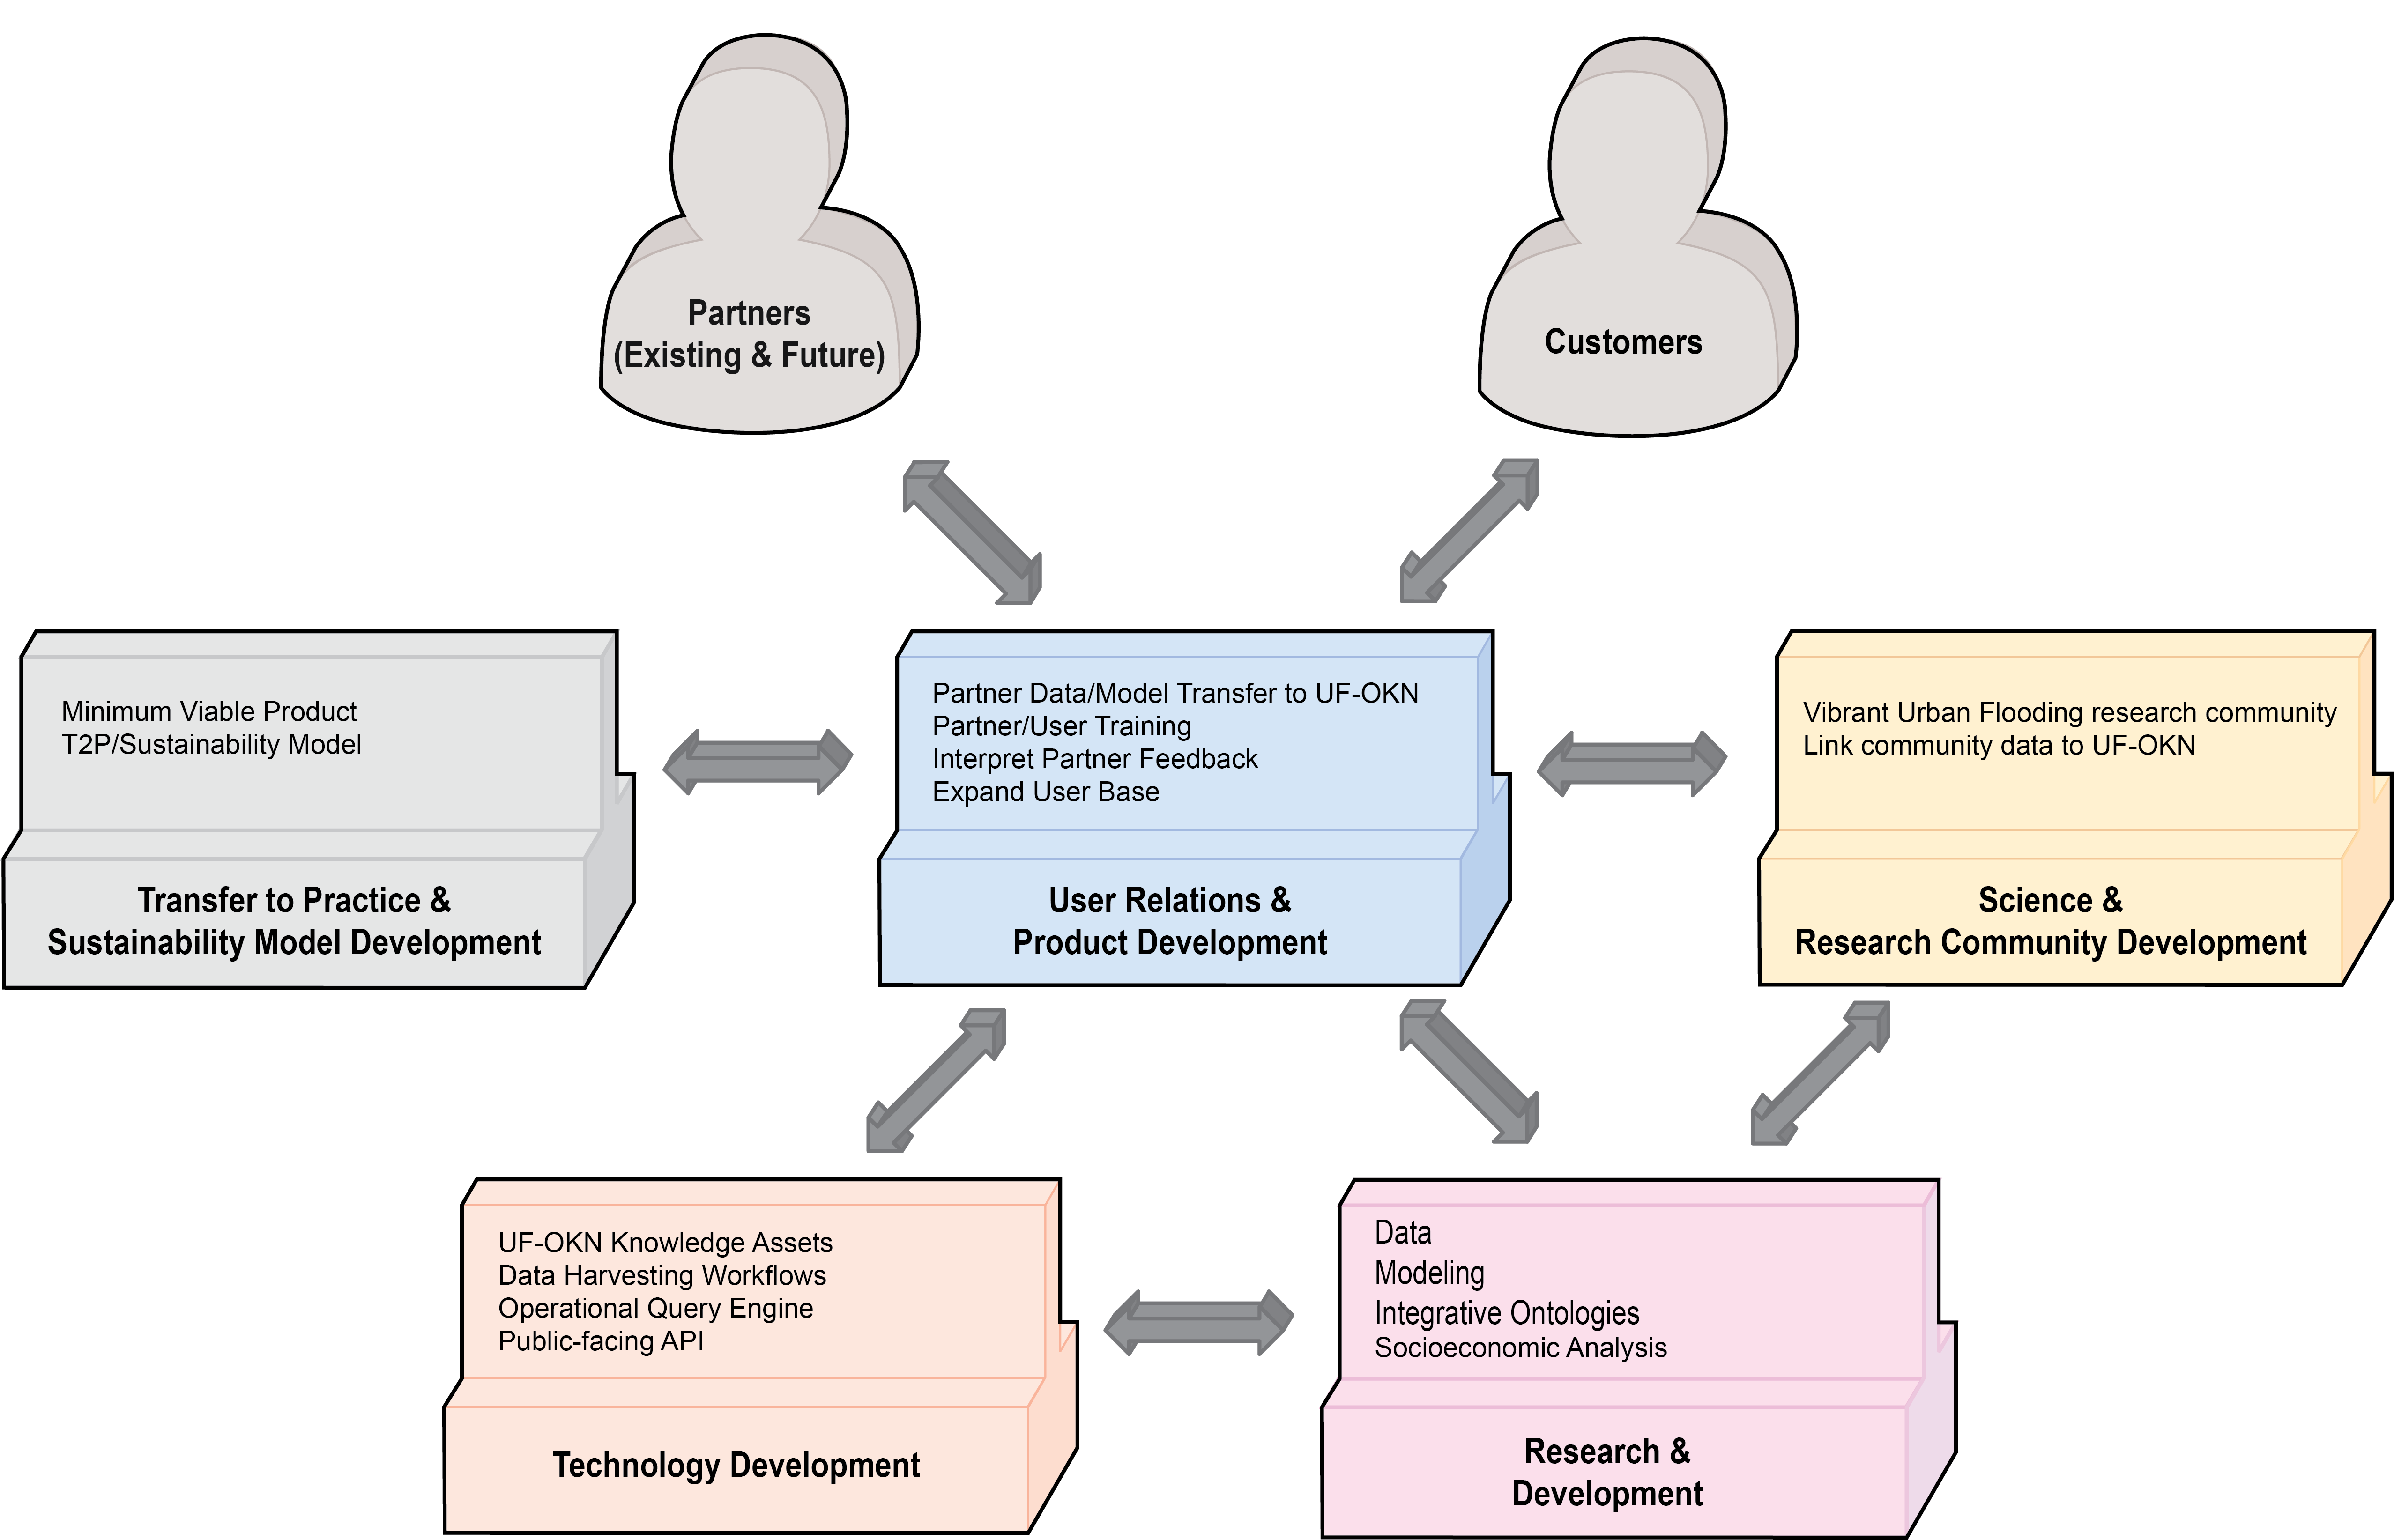 Partners
(Existing & Future)
Customers
Minimum Viable Product
T2P/Sustainability Model
Transfer to Practice &
Sustainability Model Development
Partner Data/Model Transfer to UF-OKN
Partner/User Training
Interpret Partner Feedback
Expand User Base
User Relations &
Product Development
Vibrant Urban Flooding research community
Link community data to UF-OKN
Science &
Research Community Development
UF-OKN Knowledge Assets
Data Harvesting Workflows
Operational Query Engine
Public-facing API
Technology Development
Data
Modeling
Integrative Ontologies
Socioeconomic Analysis
Research &
Development